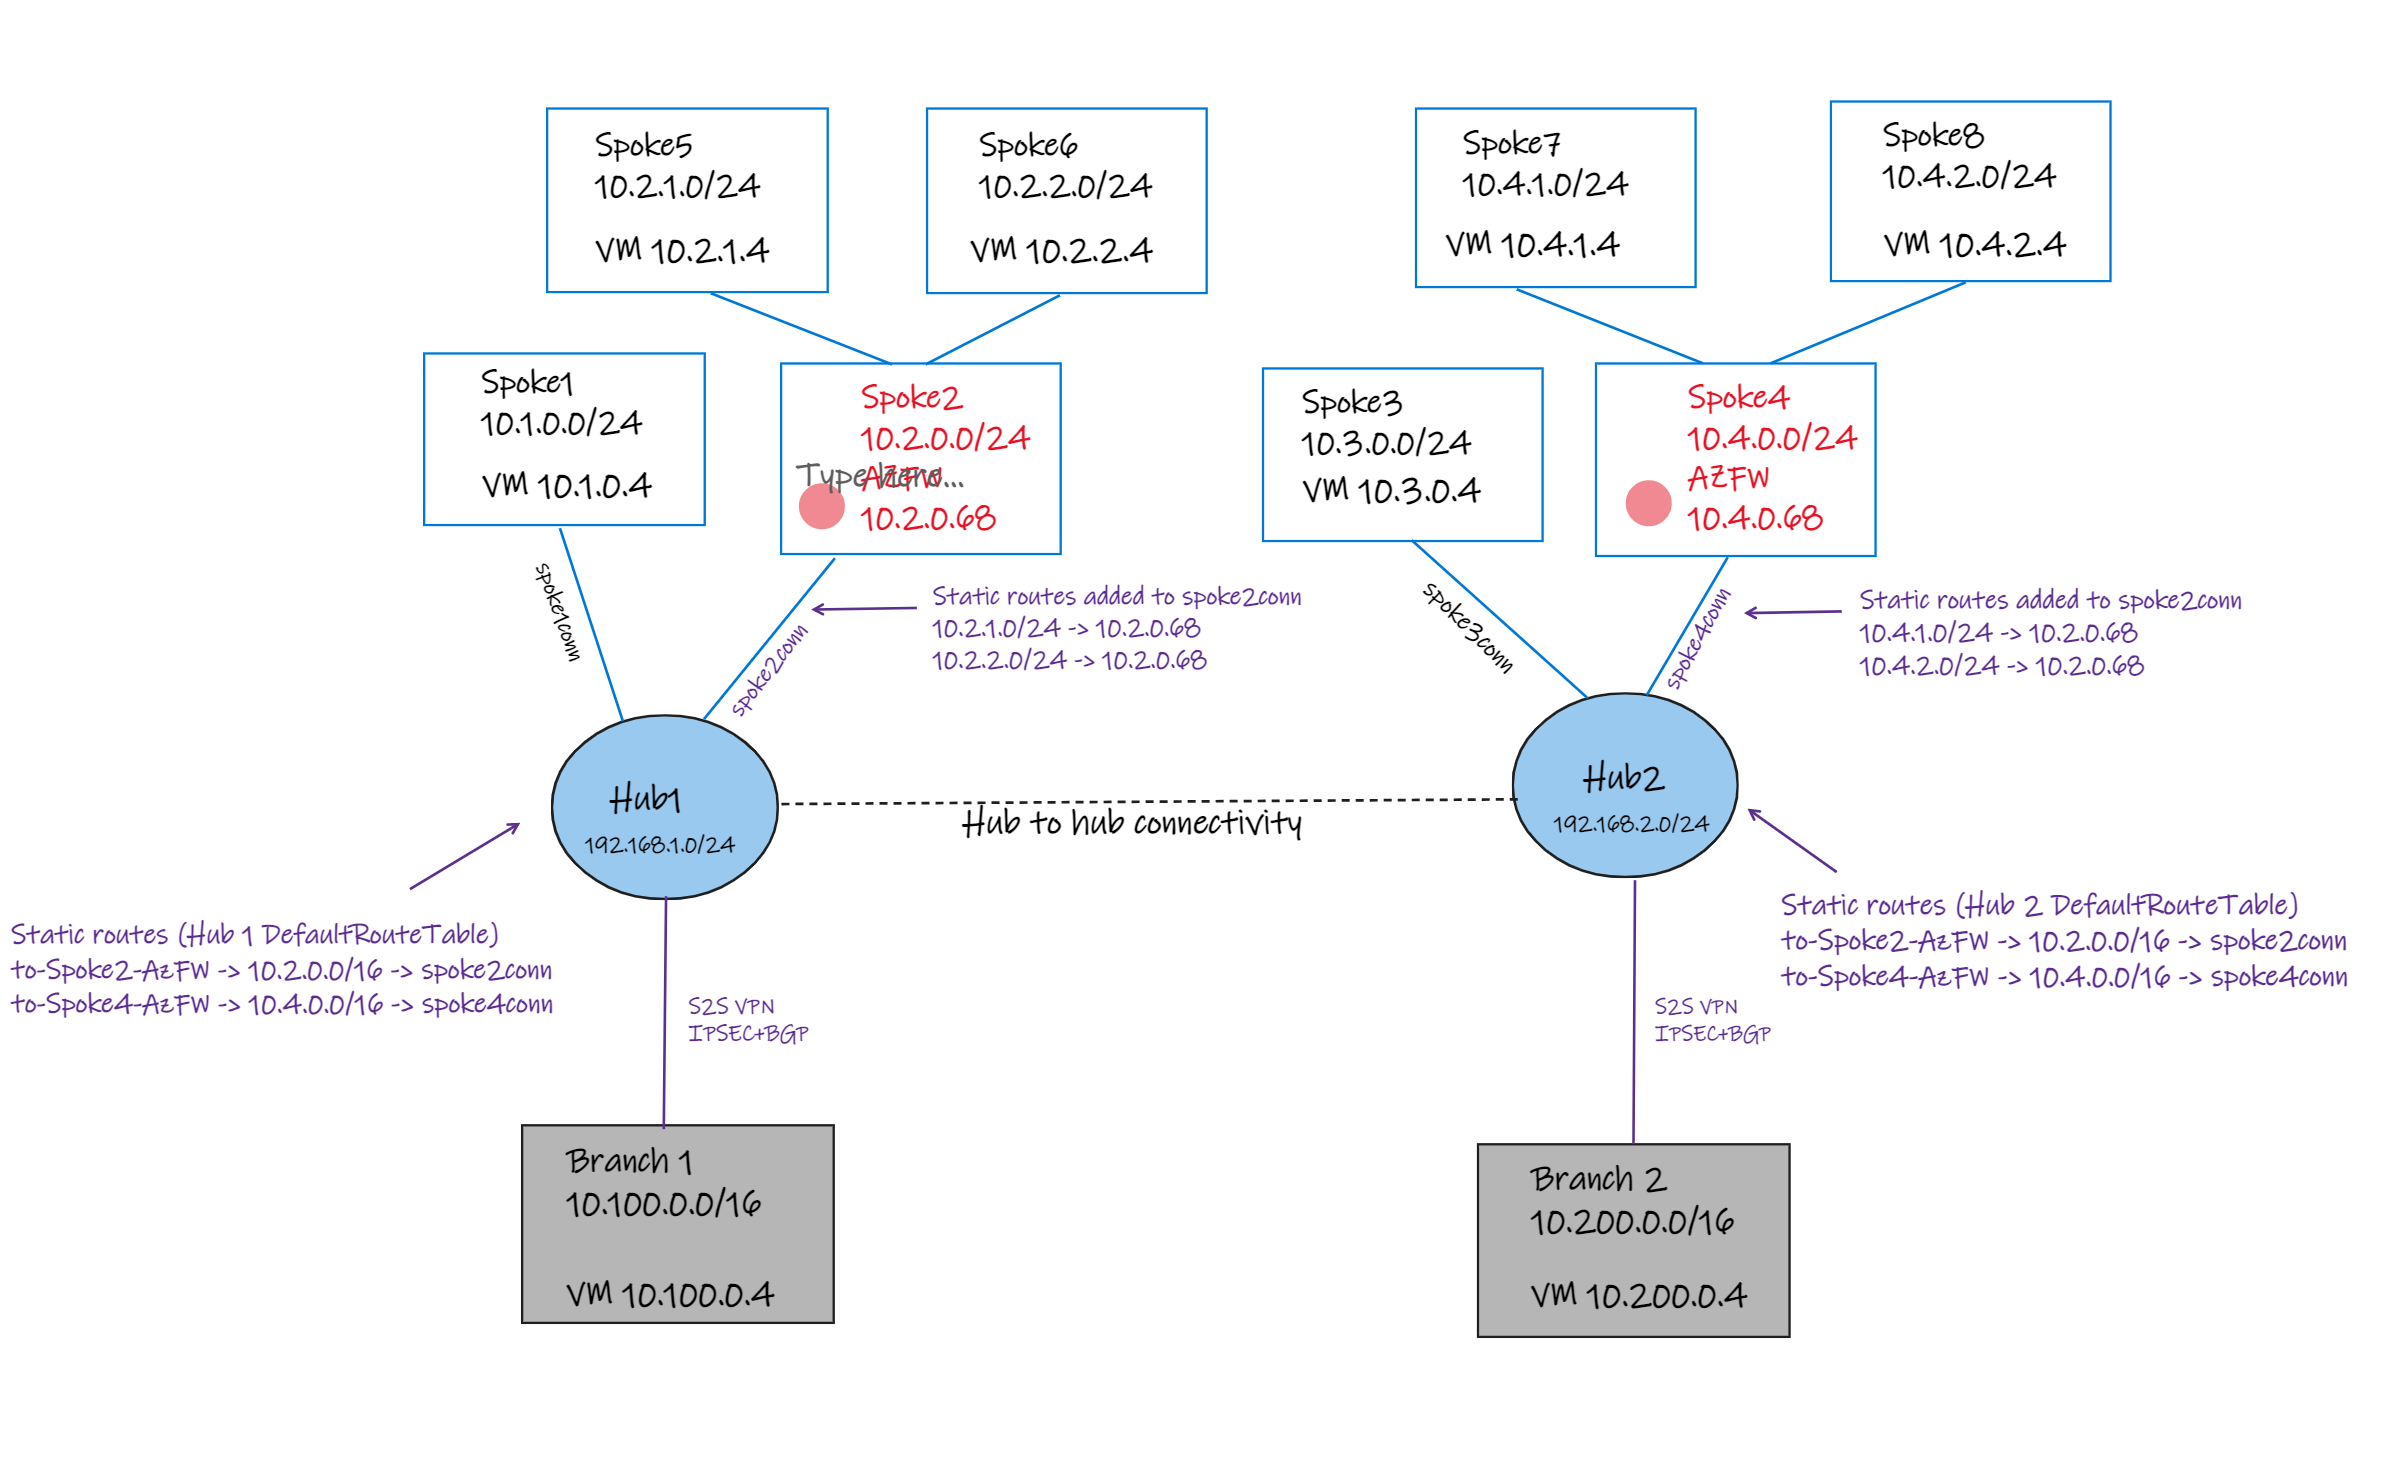 Spoke5
10.2.1.0/24
VM 10.2.1.4
Spoke6
10.2.2.0/24
VM 10.2.2.4
Spoke7
10.4.1.0/24
VM 10.4.1.4
Spoke8
10.4.2.0/24
VM 10.4.2.4
Spoke1
10.1.0.0/24
VM 10.1.0.4
Spoke2
10.2.0.0/24
Type here...
AZFW
10.2.0.68
Spoke3
10.3.0.0/24
VM 10.3.0.4
Spoke4
10.4.0.0/24
AZFW
10.4.0.68
spoke1conn
spoke2conn
Static routes added to spoke2conn
10.2.1.0/24 -> 10.2.0.68
10.2.2.0/24 -> 10.2.0.68
spoke3conn
spoke4conn
Static routes added to spoke2conn
10.4.1.0/24 -> 10.2.0.68
10.4.2.0/24 -> 10.2.0.68
Hub1
192.168.1.0/24
Hub to hub connectivity
Hub2
192.168.2.0/24
Static routes (Hub 1 DefaultRouteTable)
to-Spoke2-AzFW -> 10.2.0.0/16 -> spoke2conn
to-Spoke4-AzFW -> 10.4.0.0/16 -> spoke4conn
Static routes (Hub 2 DefaultRouteTable)
to-Spoke2-AzFW -> 10.2.0.0/16 -> spoke2conn
to-Spoke4-AzFW -> 10.4.0.0/16 -> spoke4conn
S2S VPN
IPSEC+BGP
S2S VPN
IPSEC+BGP
Branch 1
10.100.0.0/16
VM 10.100.0.4
Branch 2
10.200.0.0/16
VM 10.200.0.4